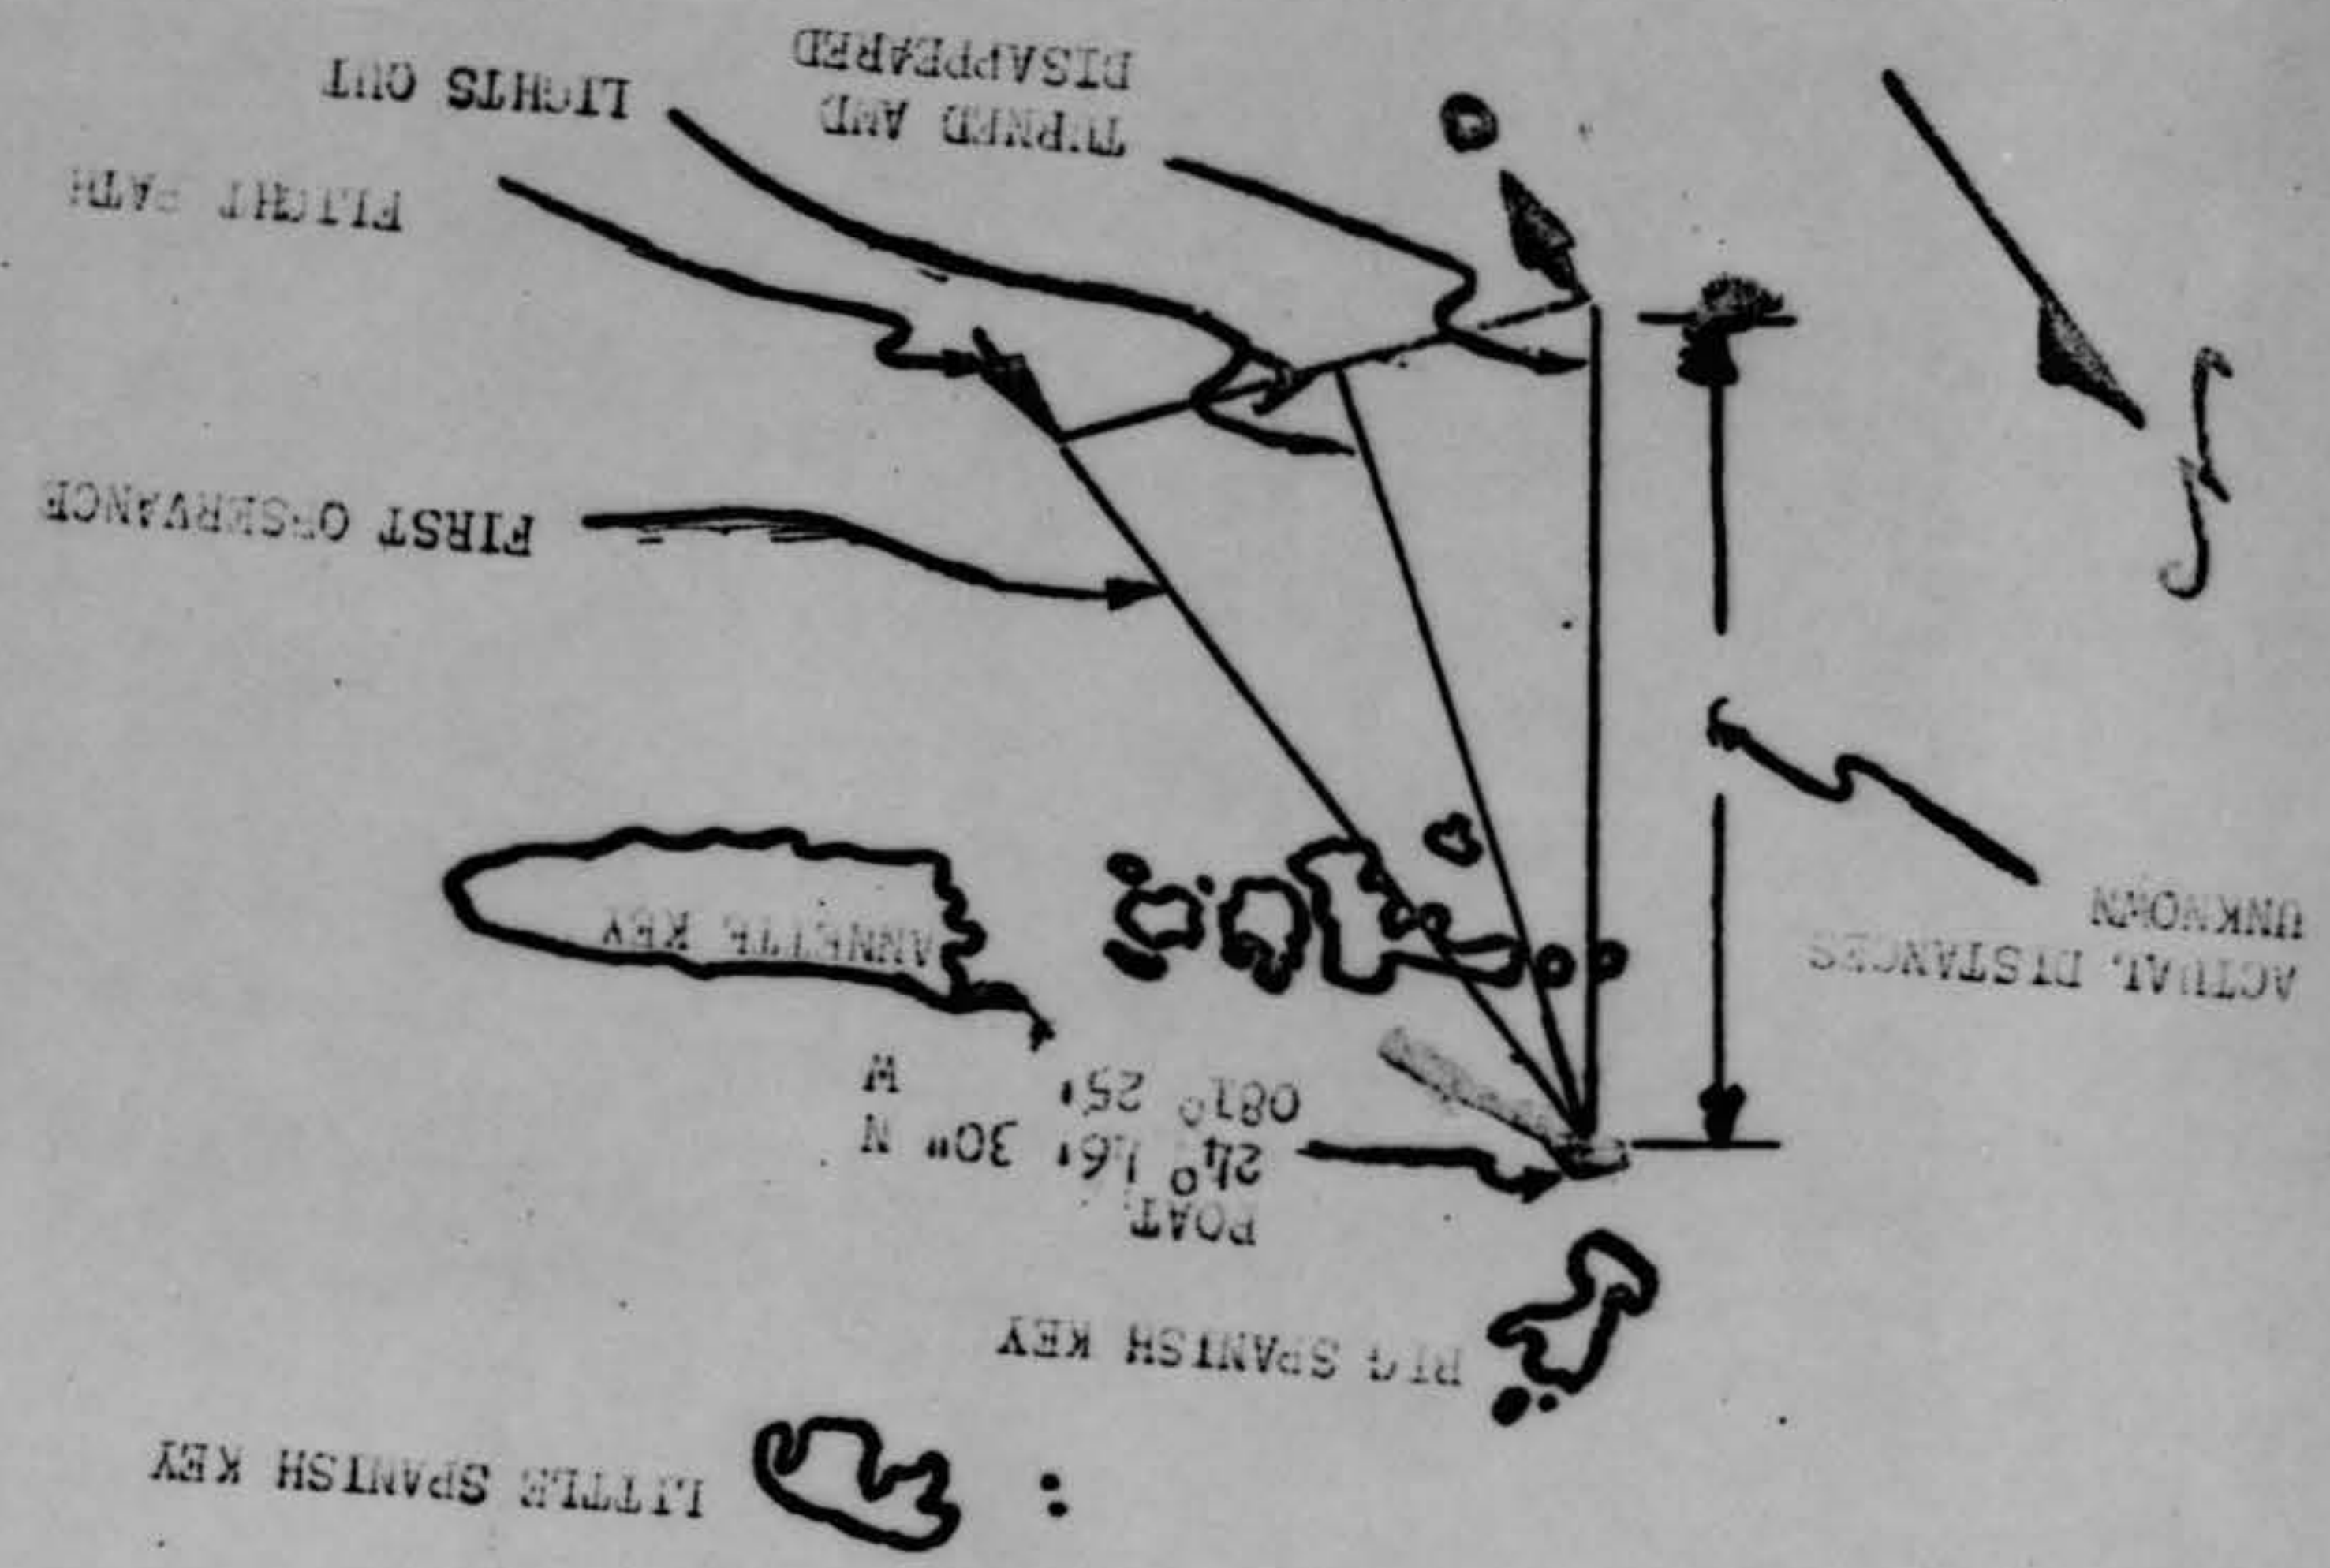 LITTLE SPANISH KEY
BIG SPANISH KEY
BOAT
24° 46' 30" N
081° 25' W
ANNETTE KEY
ACTUAL DISTANCES
UNKNOWN
FIRST OBSERVANCE
FLIGHT PATH
LIGHTS OUT
TURNED AND
DISAPPEARED